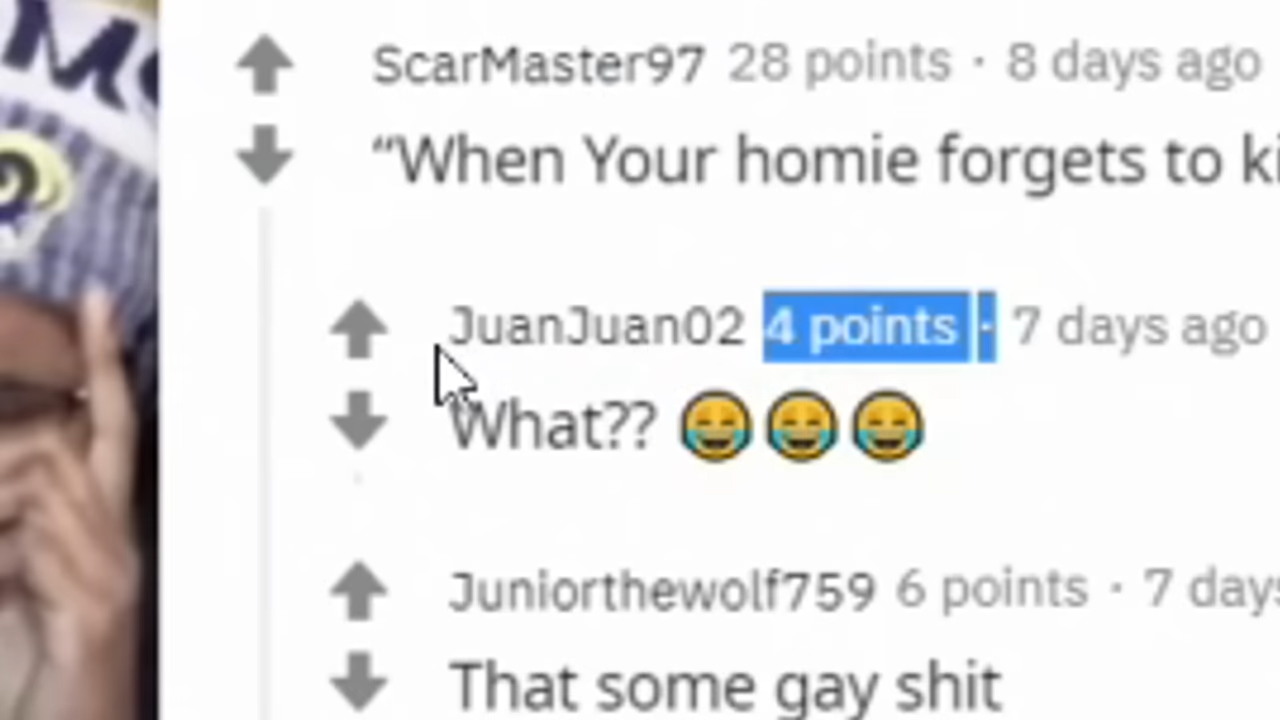 ScarMaster97 28 points · 8 days ago
“When Your homie forgets to ki
JuanJuan02 4 points · 7 days ago
What?? 😂😂😂
Juniorthewolf759 6 points · 7 days
That some gay shit